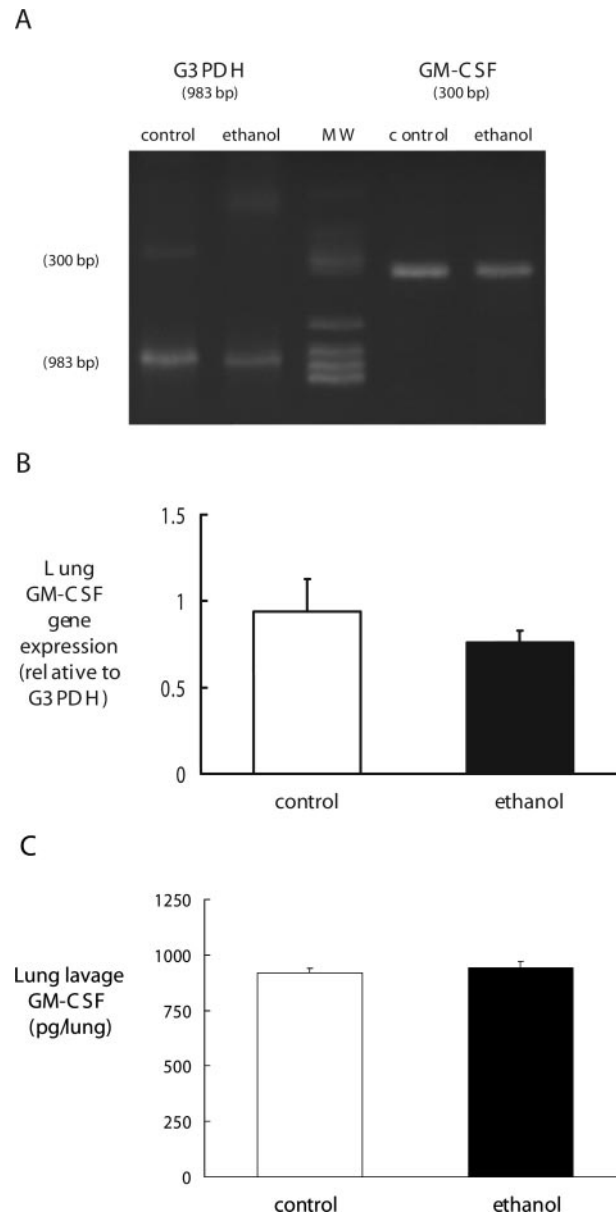 A
G3PDH
(983 bp)
GM-CSF
(300 bp)
control ethanol MW control ethanol
(300 bp)
(983 bp)
B
Lung
GM-CSF
gene
expression
(relative to
G3PDH)
1.5
1
0.5
0
control ethanol
C
Lung lavage
GM-CSF
(pg/lung)
1250
1000
750
500
250
0
control ethanol